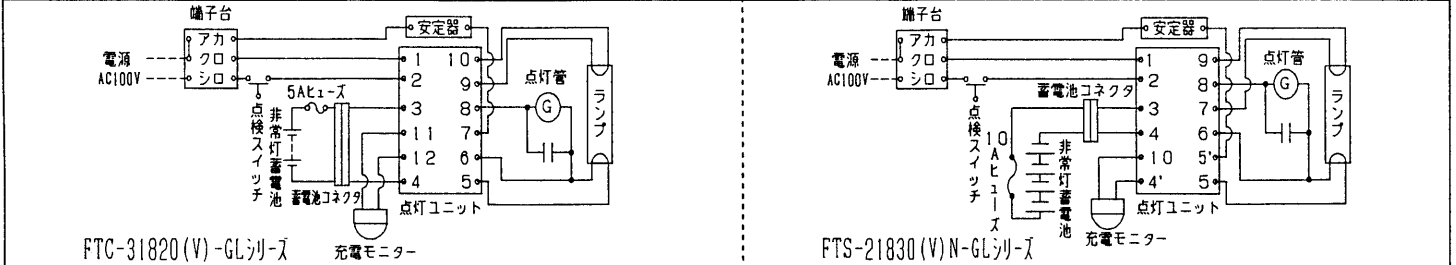 端子台
アカ
クロ
シロ
電源
AC100V
安定器
1
2
3
11
12
4
10
9
8
7
6
5
点灯ユニット
点灯管
G
ランプ
5Aヒューズ
点検スイッチ
非常灯蓄電池
蓄電池コネクタ
充電モニター
FTC-31820(V)-GLシリーズ
端子台
アカ
クロ
シロ
電源
AC100V
安定器
1
2
3
4
10
4'
9
8
7
6
5'
5
点灯ユニット
点灯管
G
ランプ
蓄電池コネクタ
点検スイッチ
10Aヒューズ
非常灯蓄電池
充電モニター
FTS-21830(V)N-GLシリーズ